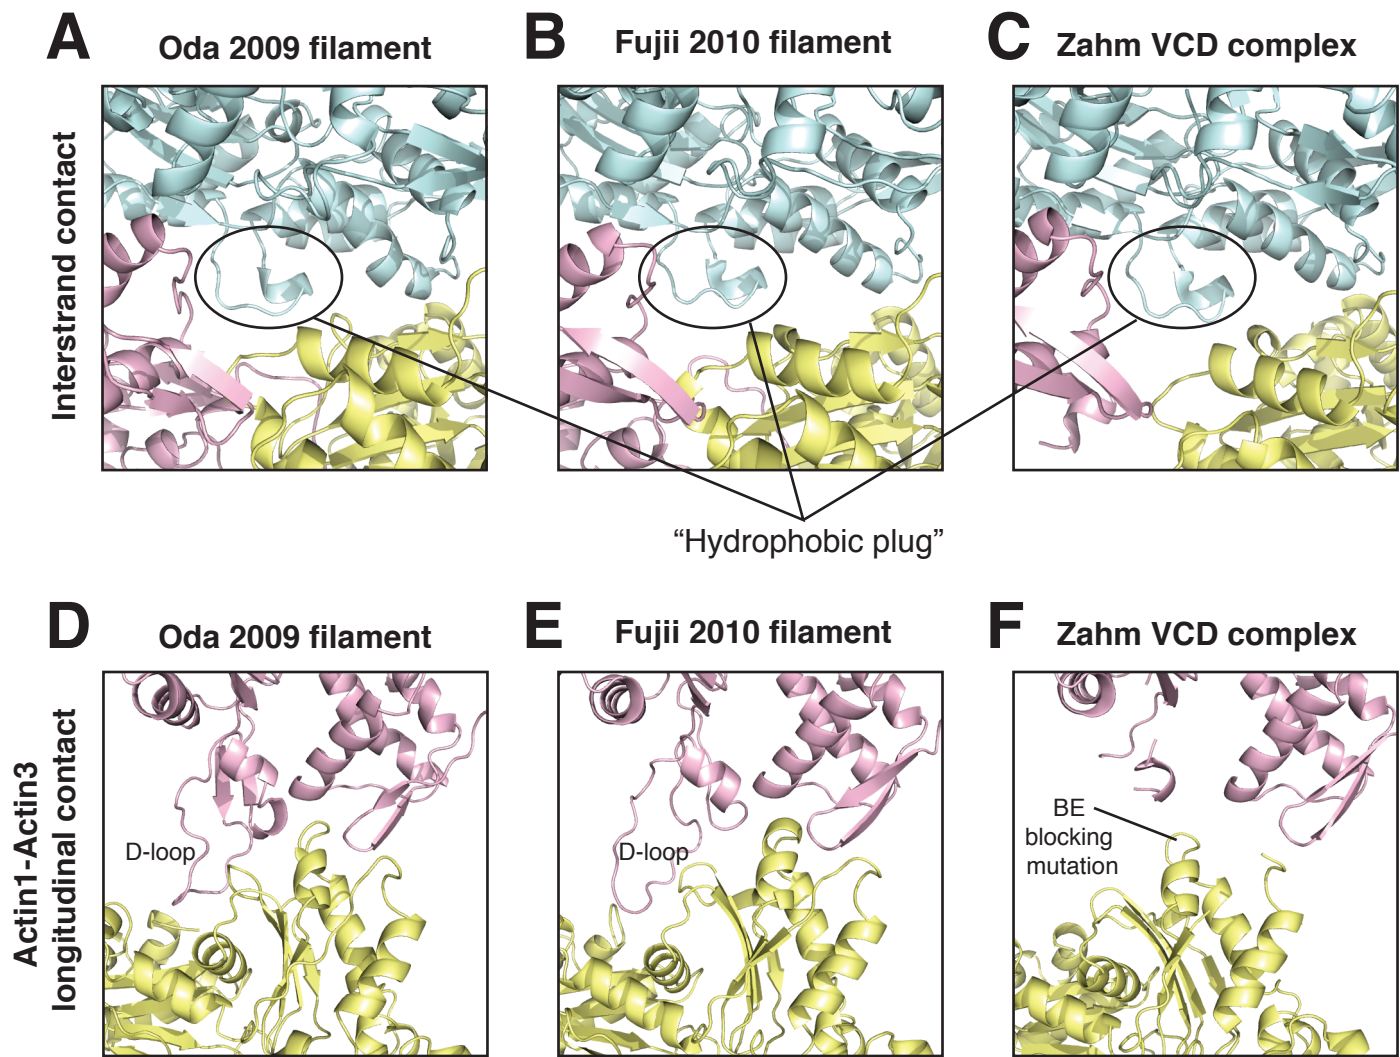 A
Oda 2009 filament
B
Fujii 2010 filament
C
Zahm VCD complex
Interstrand contact
“Hydrophobic plug”
D
Oda 2009 filament
E
Fujii 2010 filament
F
Zahm VCD complex
Actin1-Actin3
longitudinal contact
D-loop
D-loop
BE
blocking
mutation